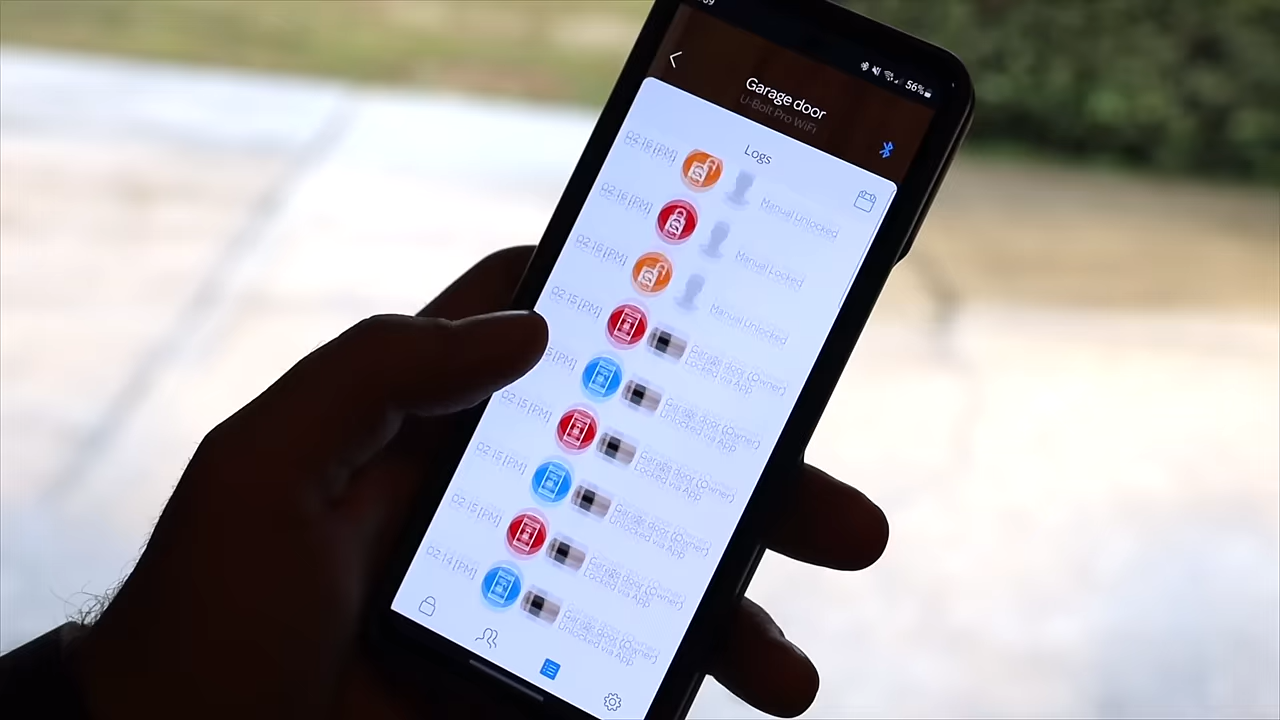 56%
Garage door
U-Bolt Pro WiFi
Logs
02:16 [PM]
Manual Unlocked
02:16 [PM]
Manual Locked
02:16 [PM]
Manual Unlocked
02:15 [PM]
Garage door (Owner)
Locked via App
[PM]
Garage door (Owner)
Unlocked via App
02:15 [PM]
Garage door (Owner)
Locked via App
02:15 [PM]
Garage door (Owner)
Unlocked via App
02:15 [PM]
Garage door (Owner)
Locked via App
02:14 [PM]
Garage door (Owner)
Unlocked via App